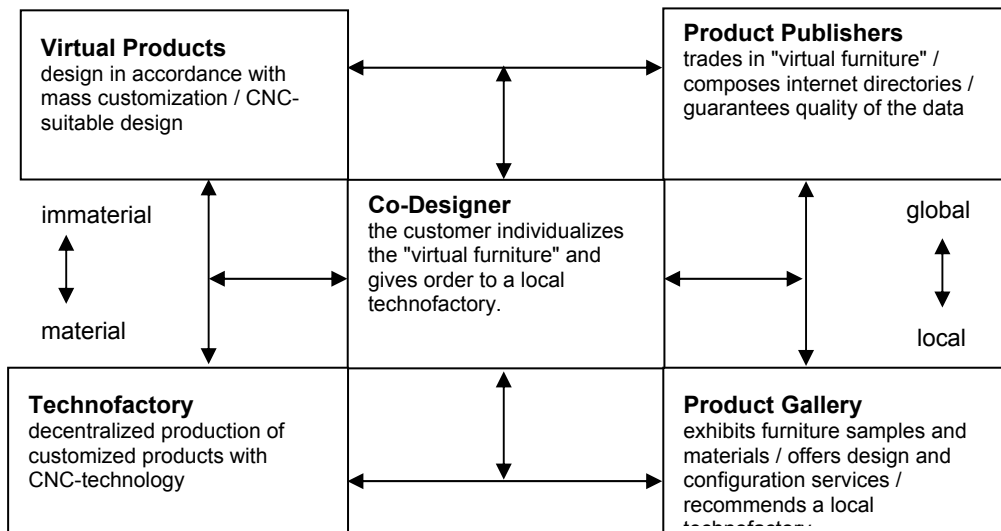 Virtual Products
design in accordance with
mass customization / CNC-
suitable design
Product Publishers
trades in "virtual furniture" /
composes internet directories /
guarantees quality of the data
immaterial
material
Co-Designer
the customer individualizes
the "virtual furniture" and
gives order to a local
technofactory.
global
local
Technofactory
decentralized production of
customized products with
CNC-technology
Product Gallery
exhibits furniture samples and
materials / offers design and
configuration services /
recommends a local
technofactory